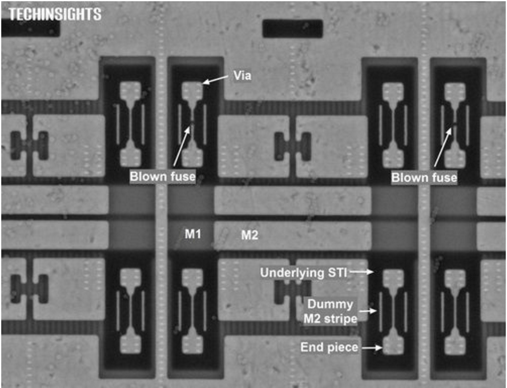 TECHINSIGHTS
Via
Blown fuse
Blown fuse
M1
M2
Underlying STI
Dummy
M2 stripe
End piece